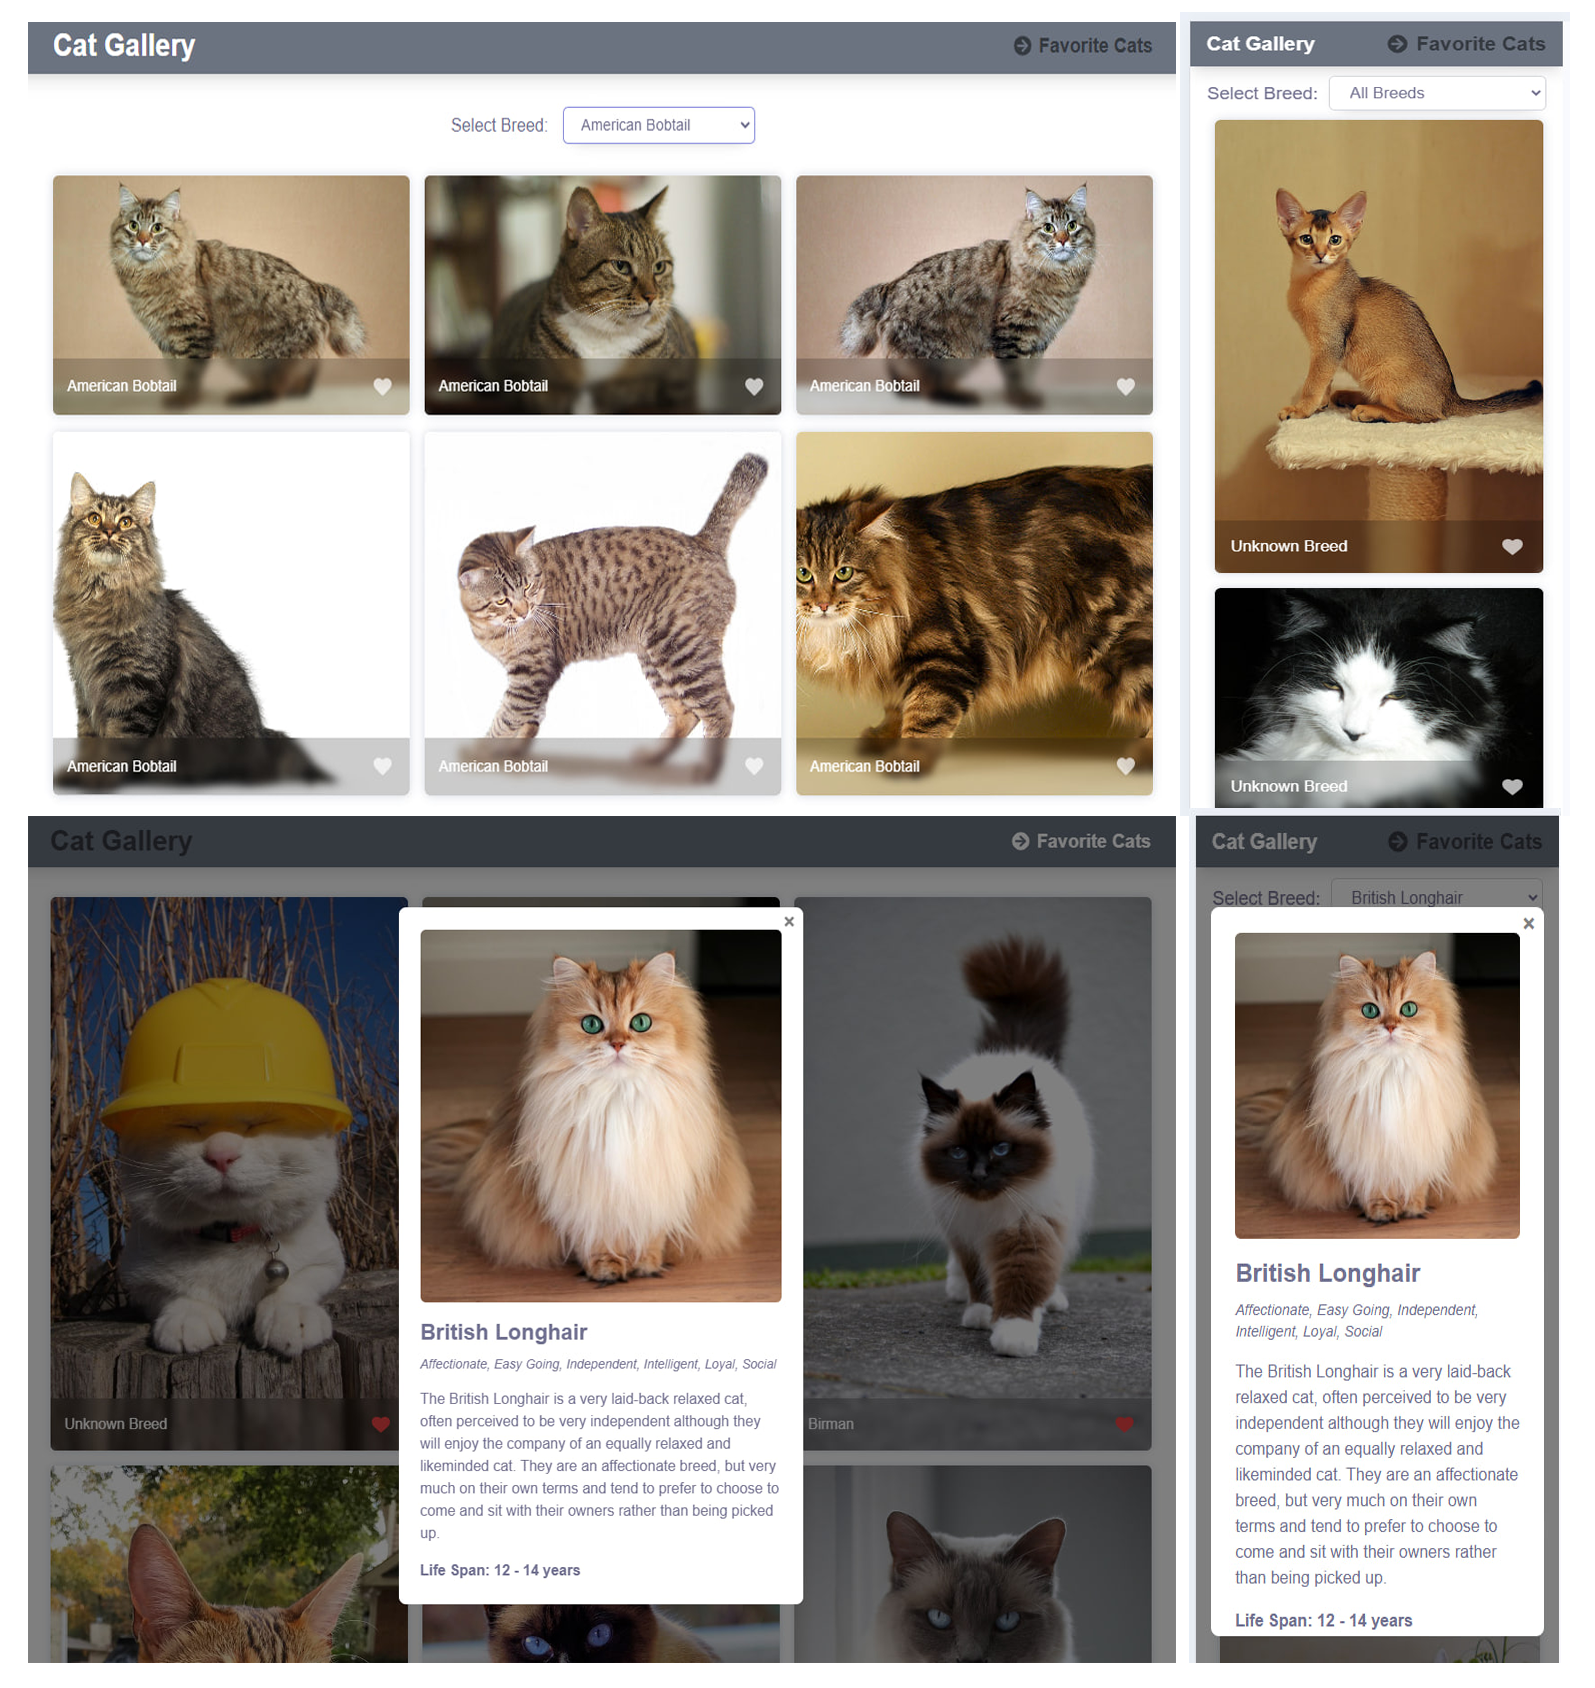 Cat Gallery
Favorite Cats
Select Breed:
American Bobtail
American Bobtail
American Bobtail
American Bobtail
American Bobtail
American Bobtail
American Bobtail
Cat Gallery
Favorite Cats
Select Breed:
All Breeds
Unknown Breed
Unknown Breed
Cat Gallery
Favorite Cats
Unknown Breed
Birman
×
British Longhair
Affectionate, Easy Going, Independent, Intelligent, Loyal, Social
The British Longhair is a very laid-back relaxed cat,
often perceived to be very independent although they
will enjoy the company of an equally relaxed and
likeminded cat. They are an affectionate breed, but very
much on their own terms and tend to prefer to choose to
come and sit with their owners rather than being picked
up.
Life Span: 12 - 14 years
Cat Gallery
Favorite Cats
Select Breed:
British Longhair
×
British Longhair
Affectionate, Easy Going, Independent,
Intelligent, Loyal, Social
The British Longhair is a very laid-back
relaxed cat, often perceived to be very
independent although they will enjoy the
company of an equally relaxed and
likeminded cat. They are an affectionate
breed, but very much on their own
terms and tend to prefer to choose to
come and sit with their owners rather
than being picked up.
Life Span: 12 - 14 years